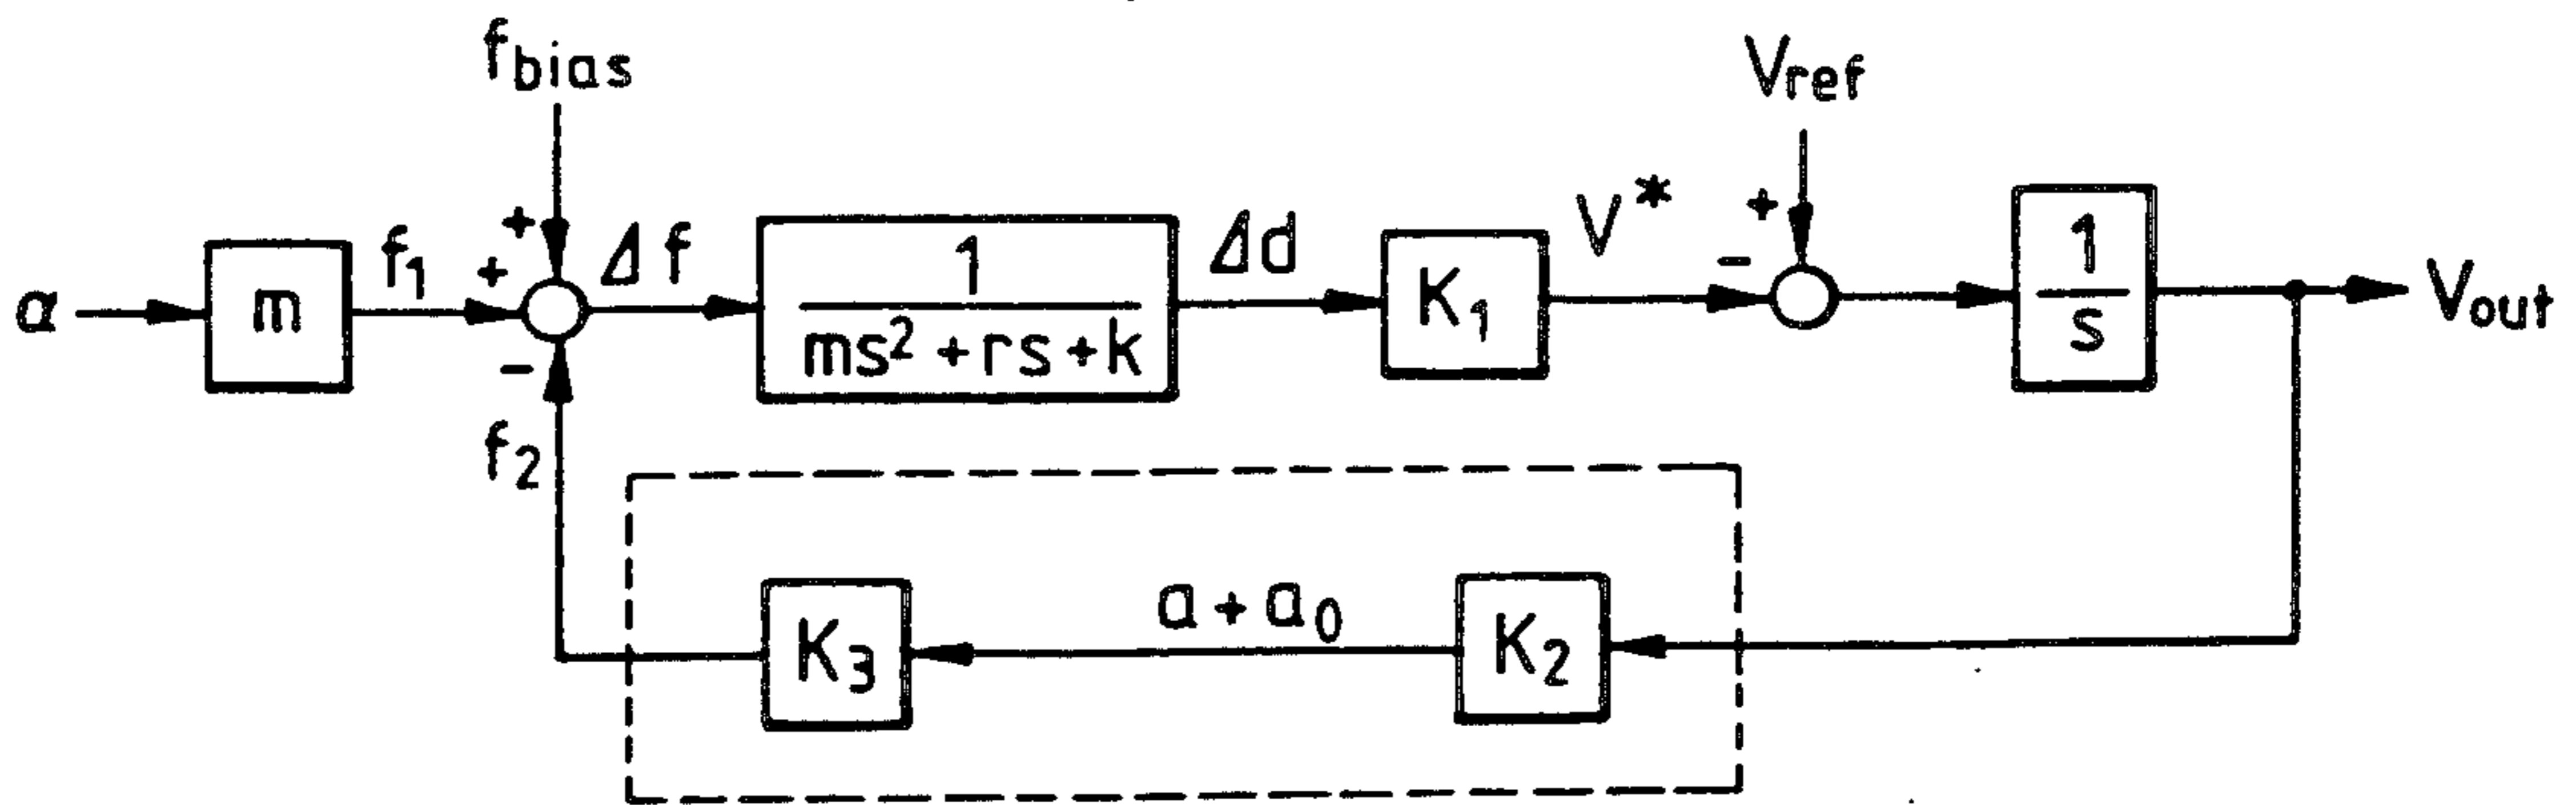 f_bias
V_ref
α
m
f_1
+
+
-
Δf
1
ms^2 + rs + k
Δd
K_1
V*
-
+
1
s
V_out
f_2
K_3
a + a_0
K_2